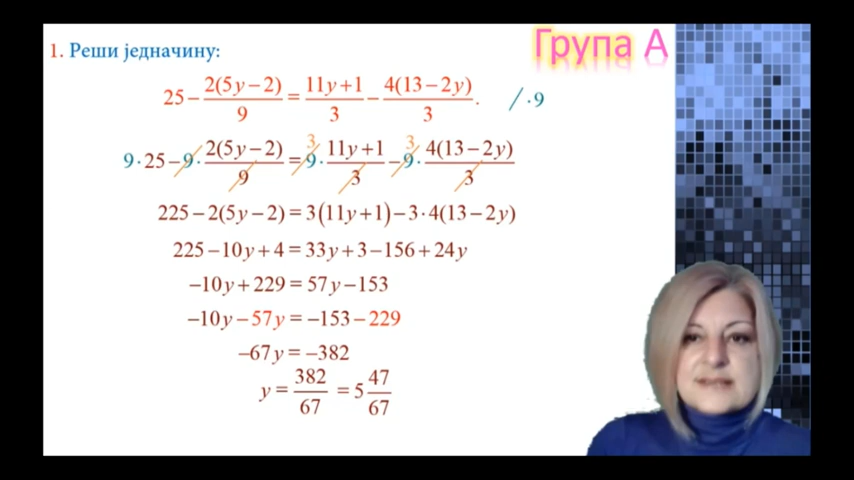 Група А
1. Реши једначину:
25 − 2(5y − 2)/9 = 11y + 1/3 − 4(13 − 2y)/3. / · 9
9 · 25 − 9 · 2(5y − 2)/9 = 3 9 · 11y + 1/3 − 3 9 · 4(13 − 2y)/3
225 − 2(5y − 2) = 3(11y + 1) − 3 · 4(13 − 2y)
225 − 10y + 4 = 33y + 3 − 156 + 24y
−10y + 229 = 57y − 153
−10y − 57y = −153 − 229
−67y = −382
y = 382/67 = 5 47/67